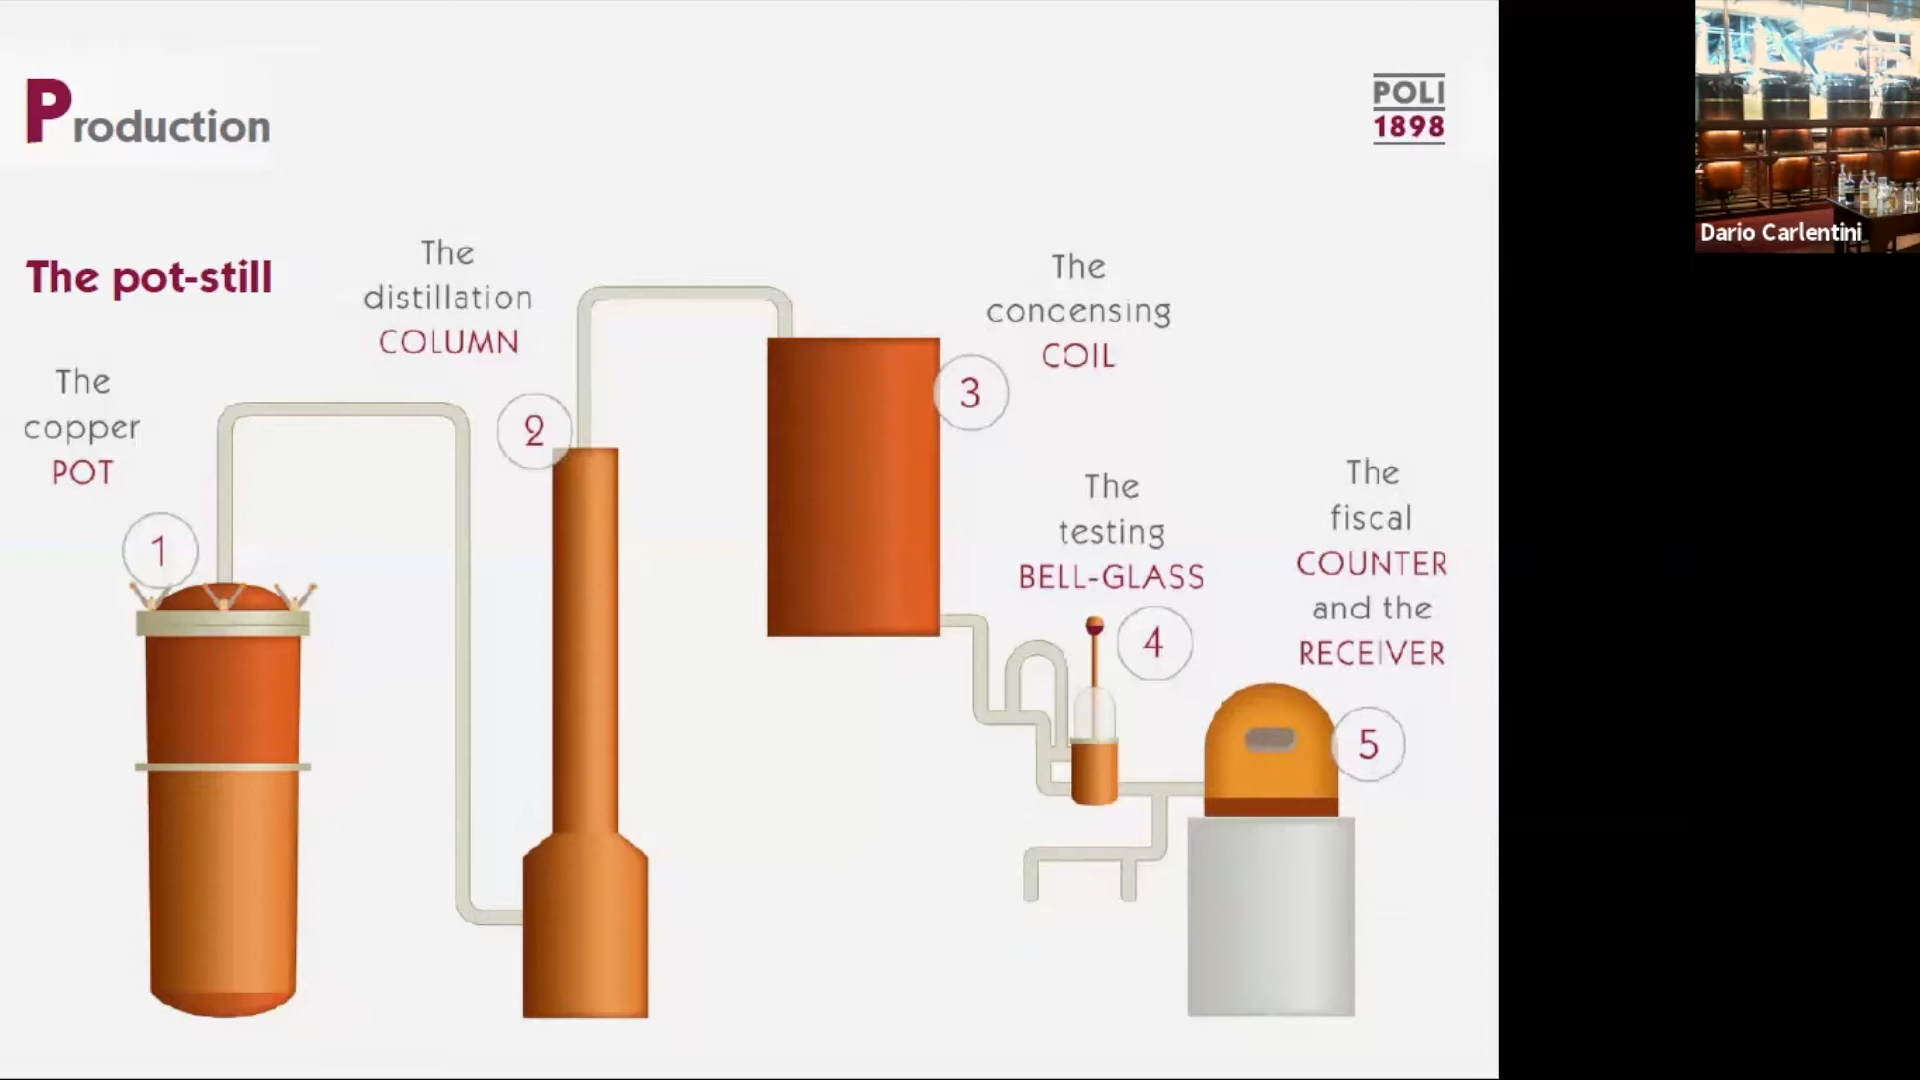 Production
POLI
1898
The pot-still
The
copper
POT
1
The
distillation
COLUMN
2
The
concensing
COIL
3
The
testing
BELL-GLASS
4
The
fiscal
COUNTER
and the
RECEIVER
5
Dario Carlentini